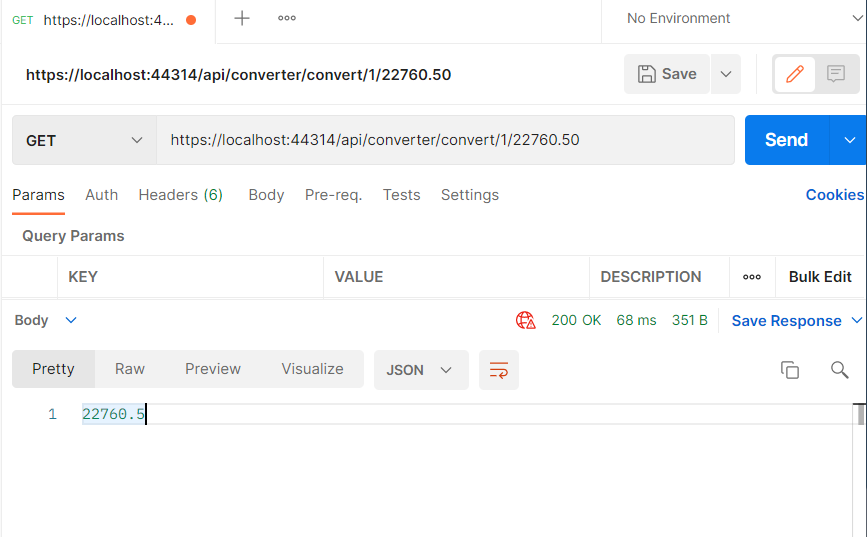 GET https://localhost:4... No Environment
https://localhost:44314/api/converter/convert/1/22760.50 Save
GET https://localhost:44314/api/converter/convert/1/22760.50 Send
Params Auth Headers (6) Body Pre-req. Tests Settings Cookies
Query Params
KEY VALUE DESCRIPTION Bulk Edit
Body 200 OK 68 ms 351 B Save Response
Pretty Raw Preview Visualize JSON
1 22760.5